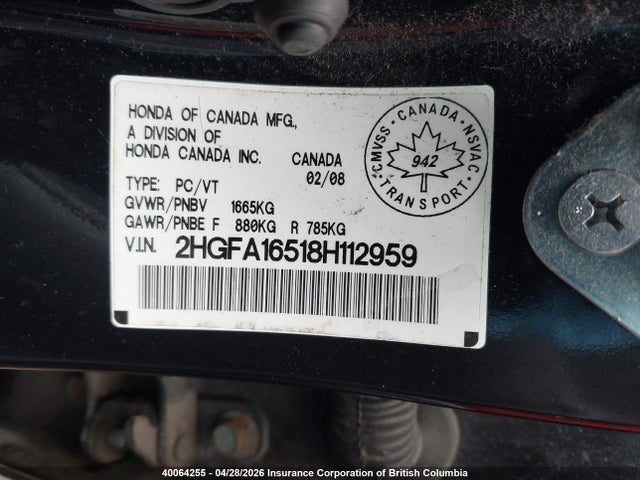 HONDA OF CANADA MFG.,
A DIVISION OF
HONDA CANADA INC. CANADA
02/08
TYPE: PC/VT
GVWR/PNBV 1665KG
GAWR/PNBE F 880KG R 785KG
V.I.N. 2HGFA16518H112959
CMVSS · CANADA · NSVAC
942
TRANSPORT
40064255 - 04/28/2026 Insurance Corporation of British Columbia